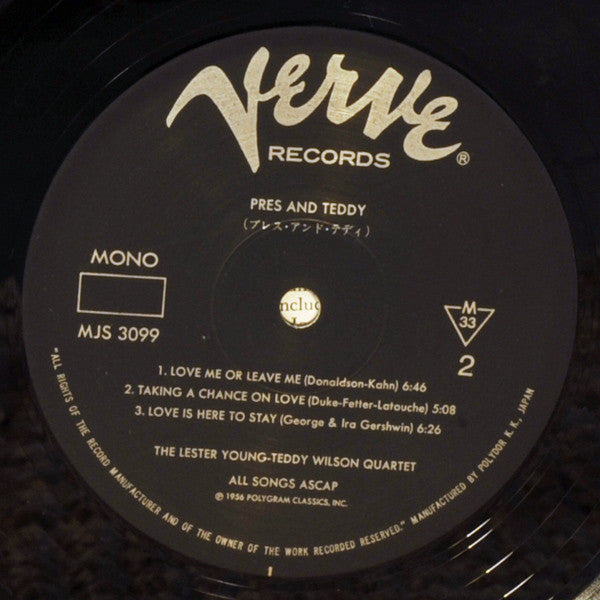 Verve
RECORDS
®
PRES AND TEDDY
(プレス・アンド・テディ)
MONO
MJS 3099
M
33
2
nclud
1. LOVE ME OR LEAVE ME (Donaldson-Kahn) 6:46
2. TAKING A CHANCE ON LOVE (Duke-Fetter-Latouche) 5:08
3. LOVE IS HERE TO STAY (George & Ira Gershwin) 6:26
THE LESTER YOUNG-TEDDY WILSON QUARTET
ALL SONGS ASCAP
℗ 1956 POLYGRAM CLASSICS, INC.
"ALL RIGHTS OF THE RECORD MANUFACTURER AND OF THE OWNER OF THE WORK RECORDED RESERVED." MANUFACTURED BY POLYDOR K.K., JAPAN